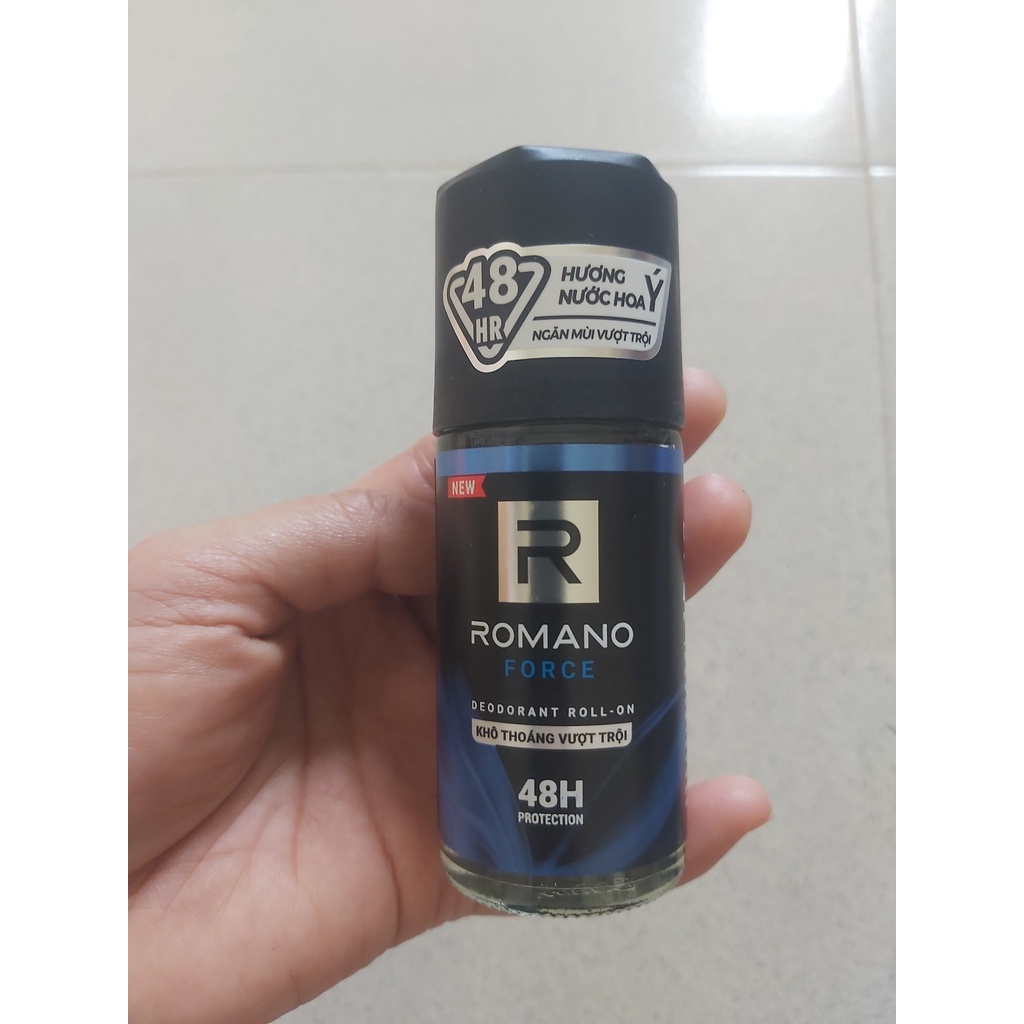 48
HR
HƯƠNG
NƯỚC HOA Ý
NGĂN MÙI VƯỢT TRỘI
NEW
R
ROMANO
FORCE
DEODORANT ROLL-ON
KHÔ THOÁNG VƯỢT TRỘI
48H
PROTECTION